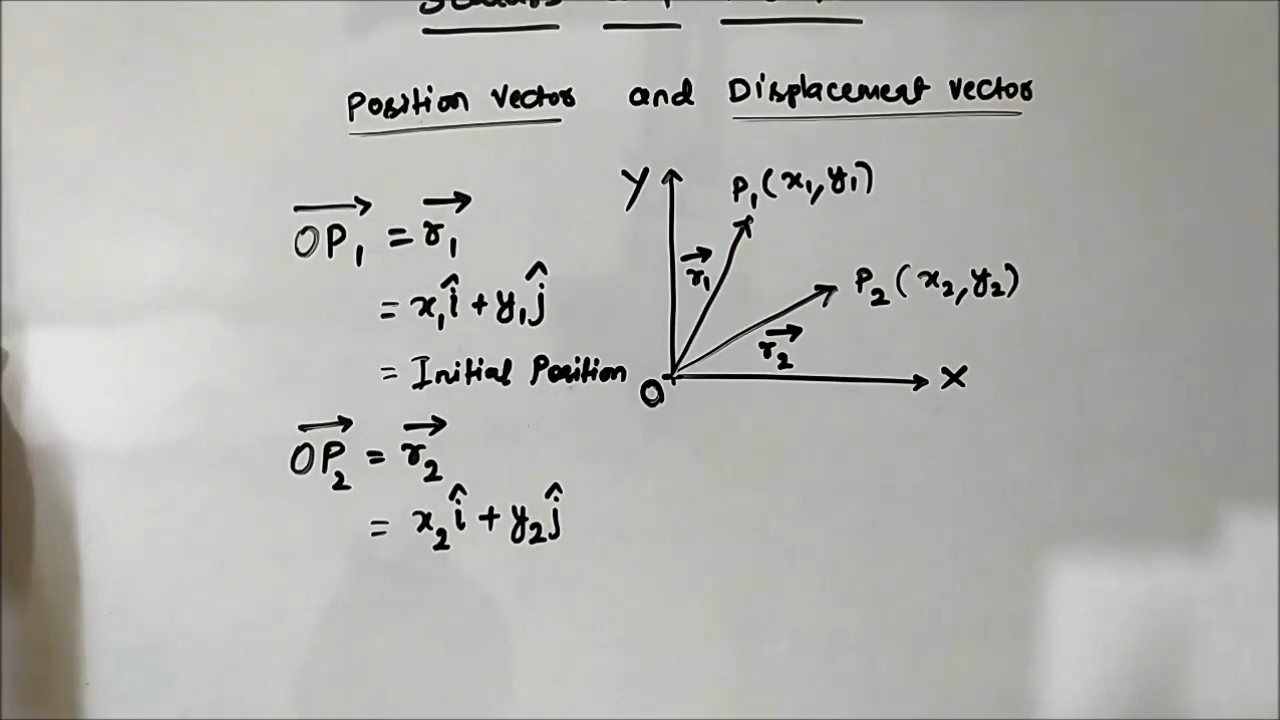 Position vector and Displacement vector
Y
P₁(x₁,y₁)
OP₁⃗ = r₁⃗
r₁⃗
P₂(x₂,y₂)
= x₁î + y₁ĵ
r₂⃗
= Initial Position
O
X
OP₂⃗ = r₂⃗
= x₂î + y₂ĵ